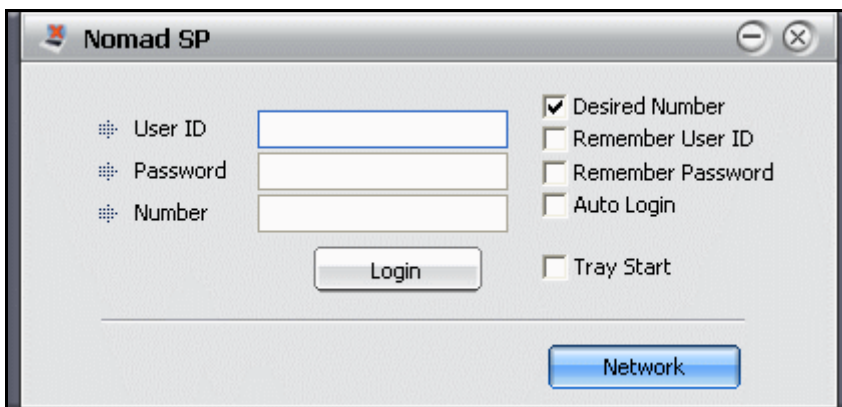 Nomad SP
User ID
Password
Number
Desired Number
Remember User ID
Remember Password
Auto Login
Login
Tray Start
Network